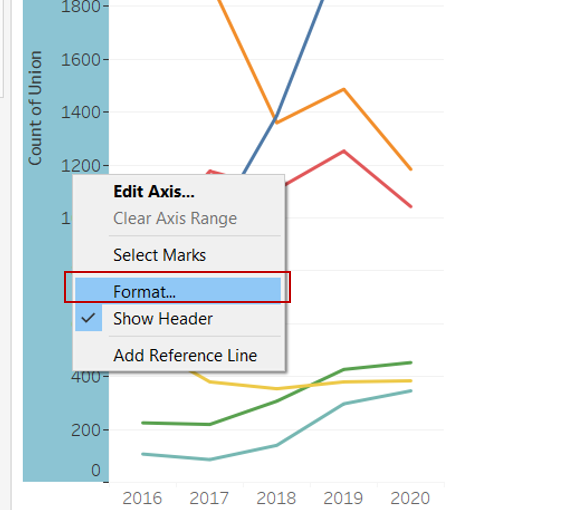 Count of Union
1800
1600
1400
1200
1
400
200
0
Edit Axis...
Clear Axis Range
Select Marks
Format...
Show Header
Add Reference Line
2016 2017 2018 2019 2020